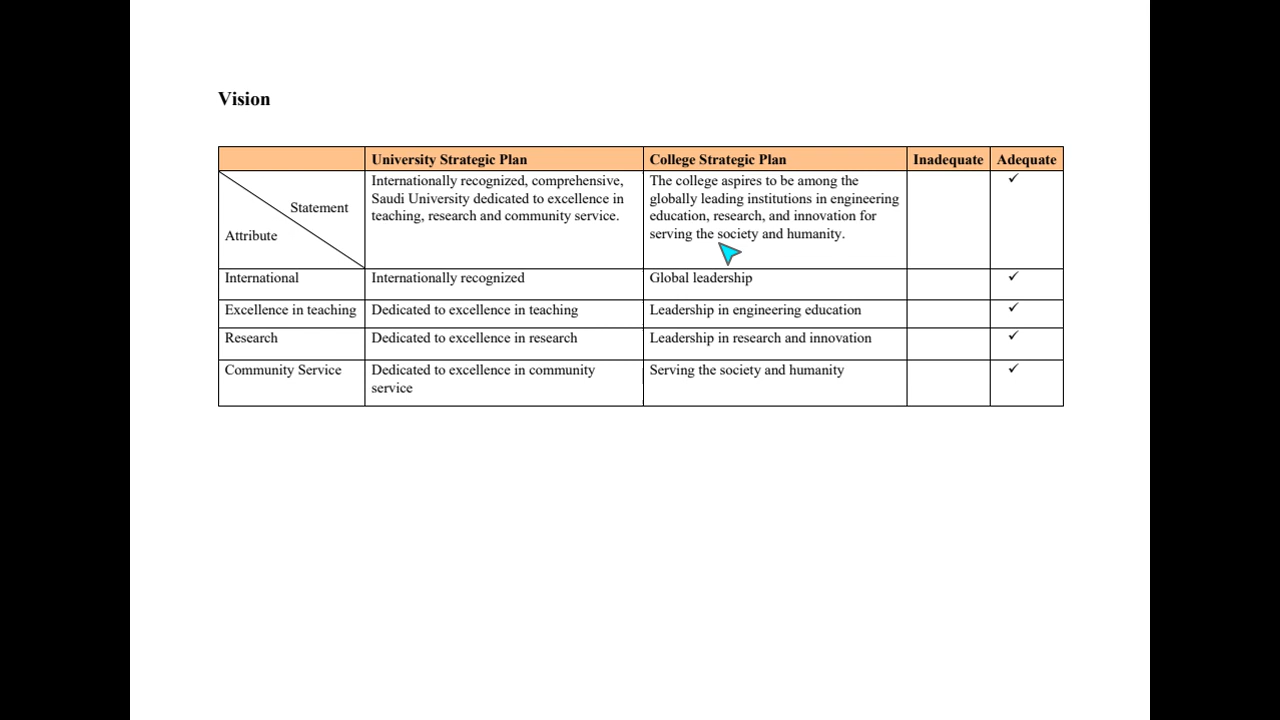 Vision
University Strategic Plan College Strategic Plan Inadequate Adequate
Statement
Attribute
Internationally recognized, comprehensive,
Saudi University dedicated to excellence in
teaching, research and community service.
The college aspires to be among the
globally leading institutions in engineering
education, research, and innovation for
serving the society and humanity.
✓
International Internationally recognized Global leadership ✓
Excellence in teaching Dedicated to excellence in teaching Leadership in engineering education ✓
Research Dedicated to excellence in research Leadership in research and innovation ✓
Community Service Dedicated to excellence in community Serving the society and humanity ✓
service